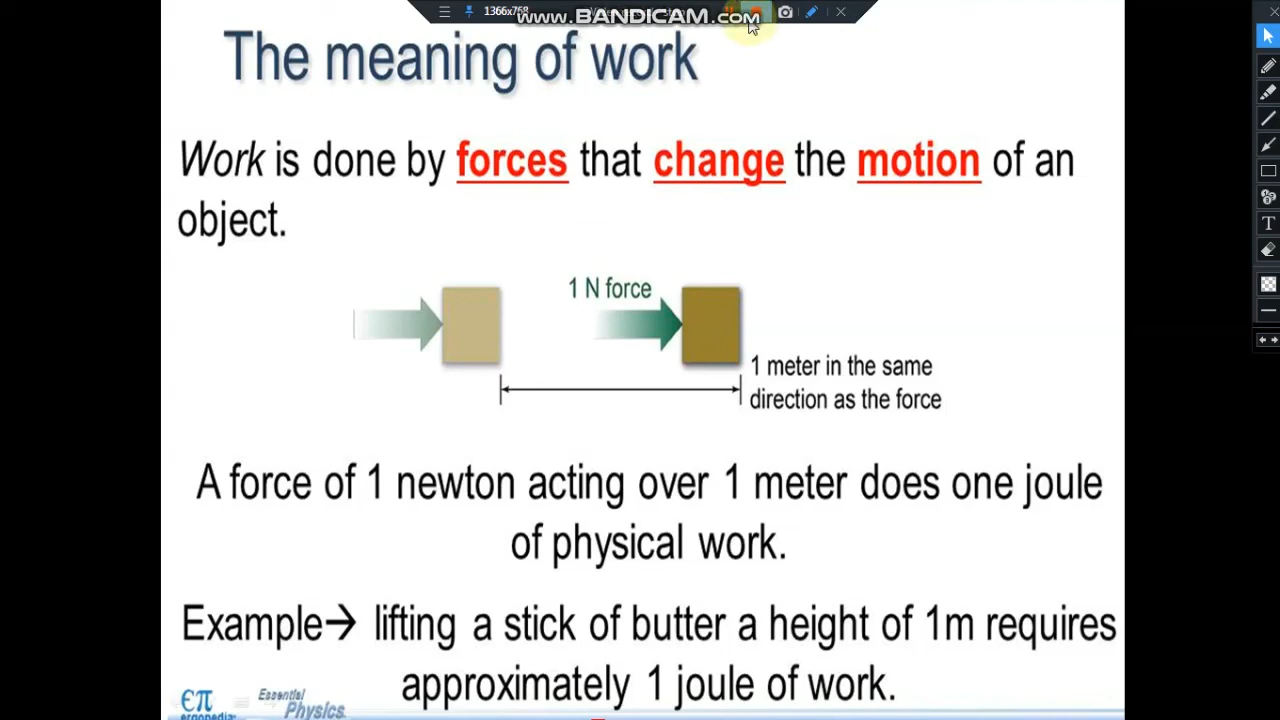 1366x768
www.BANDICAM.com
The meaning of work
Work is done by forces that change the motion of an
object.
1 N force
1 meter in the same
direction as the force
A force of 1 newton acting over 1 meter does one joule
of physical work.
Example→ lifting a stick of butter a height of 1m requires
approximately 1 joule of work.
επ
ergopedia
Essential
Physics
T